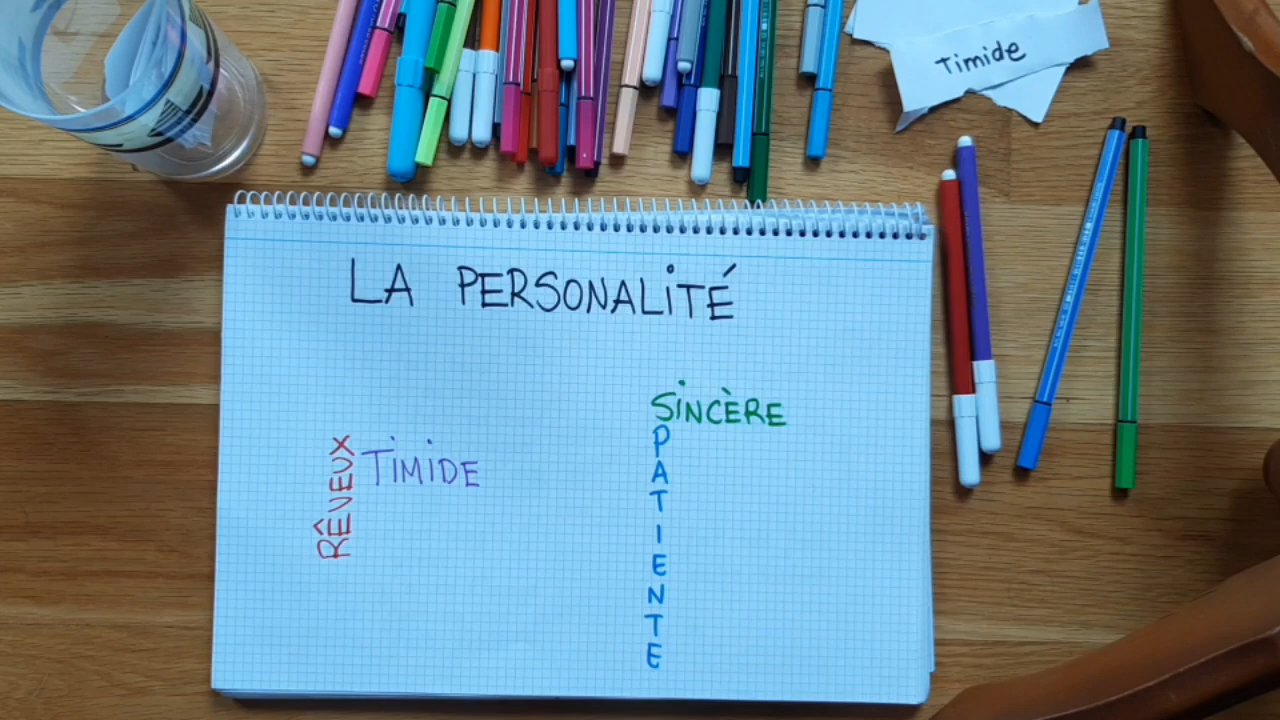 Timide
LA PERSONALITÉ
SINCÈRE
RÊVEUX
TIMIDE
PATIENTE